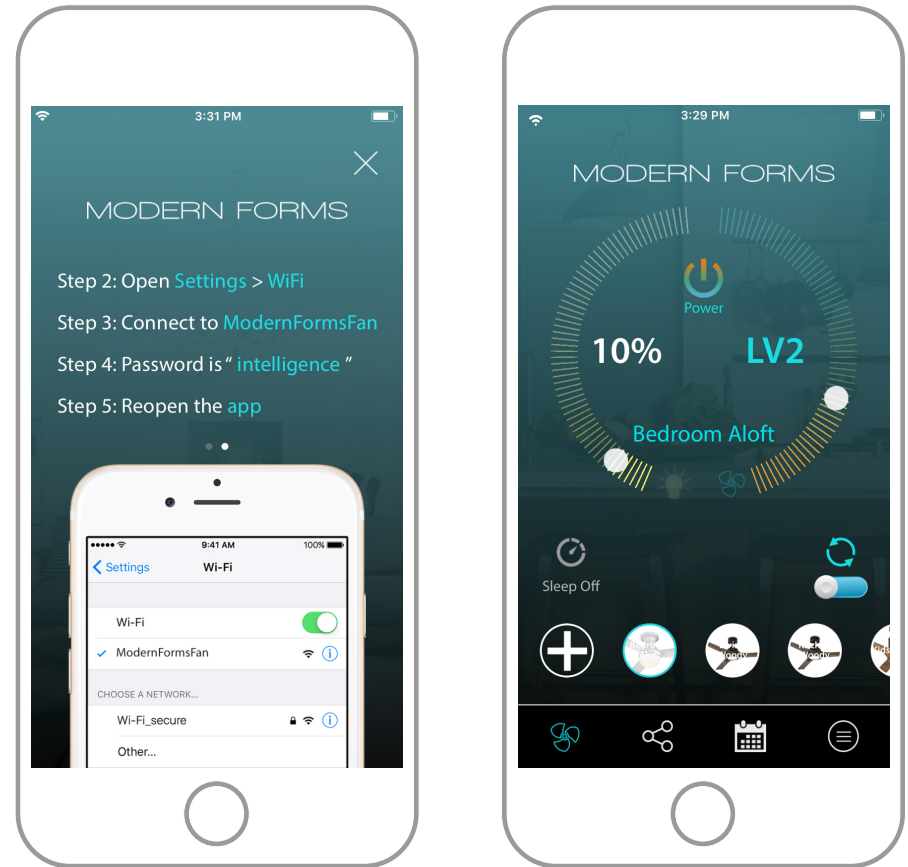 3:31 PM
MODERN FORMS
Step 2: Open Settings > WiFi
Step 3: Connect to ModernFormsFan
Step 4: Password is “ intelligence ”
Step 5: Reopen the app
9:41 AM 100%
Settings Wi-Fi
Wi-Fi
ModernFormsFan
CHOOSE A NETWORK...
Wi-Fi_secure
Other...
3:29 PM
MODERN FORMS
Power
10% LV2
Bedroom Aloft
Sleep Off